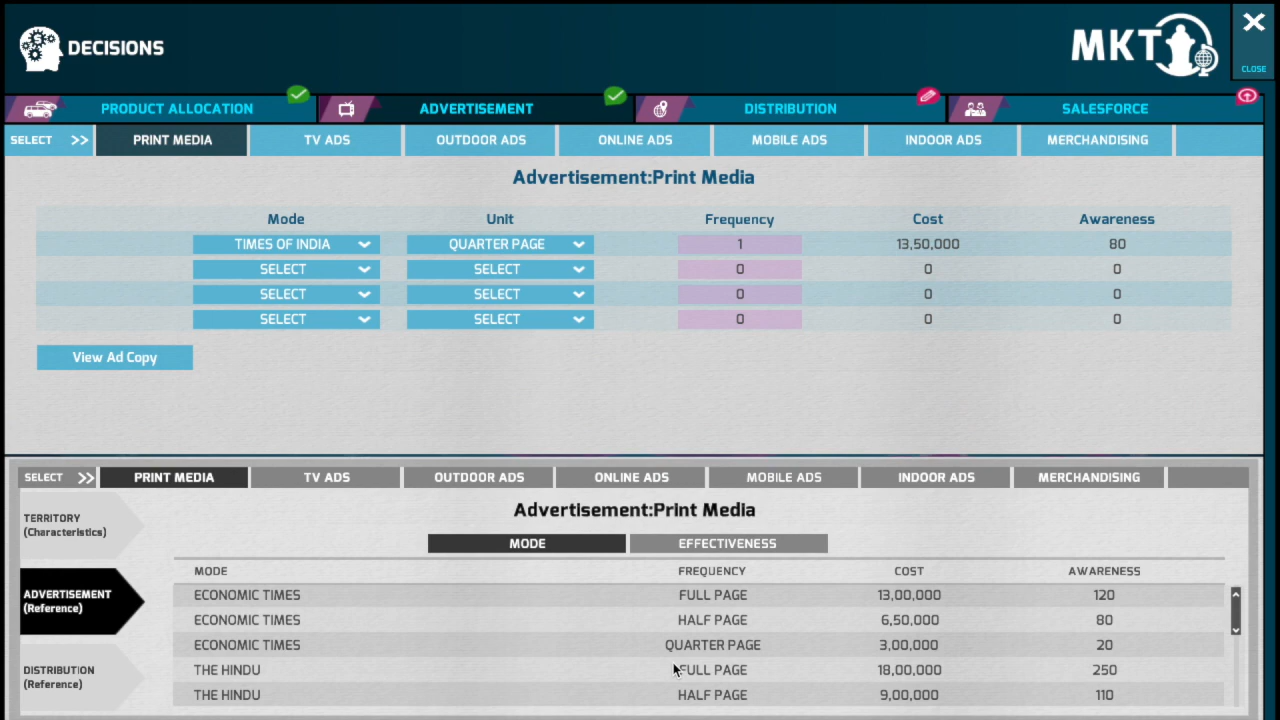 DECISIONS
MKT
CLOSE
PRODUCT ALLOCATION ADVERTISEMENT DISTRIBUTION SALESFORCE
SELECT >> PRINT MEDIA TV ADS OUTDOOR ADS ONLINE ADS MOBILE ADS INDOOR ADS MERCHANDISING
Advertisement:Print Media
Mode Unit Frequency Cost Awareness
TIMES OF INDIA QUARTER PAGE 1 13,50,000 80
SELECT SELECT 0 0 0
SELECT SELECT 0 0 0
SELECT SELECT 0 0 0
View Ad Copy
SELECT >> PRINT MEDIA TV ADS OUTDOOR ADS ONLINE ADS MOBILE ADS INDOOR ADS MERCHANDISING
Advertisement:Print Media
TERRITORY
(Characteristics)
ADVERTISEMENT
(Reference)
DISTRIBUTION
(Reference)
MODE EFFECTIVENESS
MODE FREQUENCY COST AWARENESS
ECONOMIC TIMES FULL PAGE 13,00,000 120
ECONOMIC TIMES HALF PAGE 6,50,000 80
ECONOMIC TIMES QUARTER PAGE 3,00,000 20
THE HINDU FULL PAGE 18,00,000 250
THE HINDU HALF PAGE 9,00,000 110